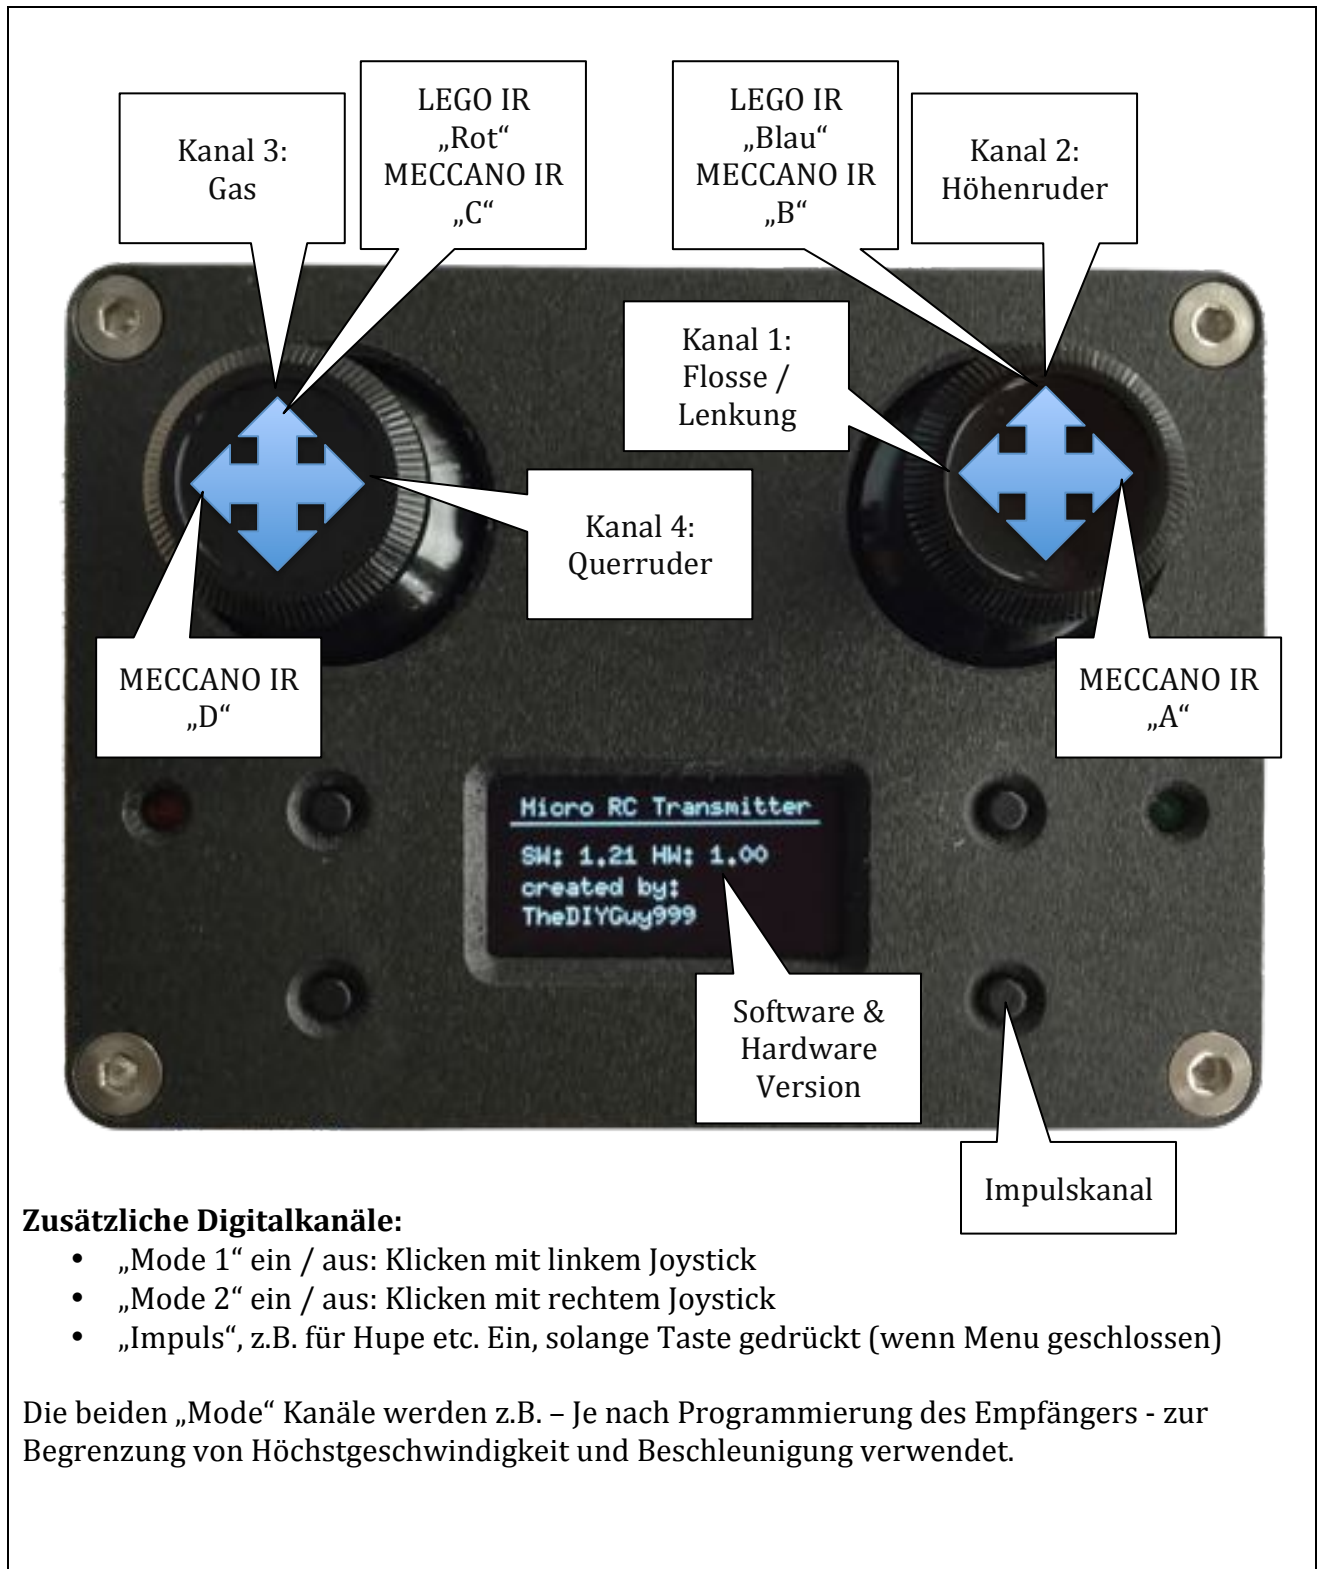 Kanal 3:
Gas
LEGO IR
„Rot“
MECCANO IR
„C“
LEGO IR
„Blau“
MECCANO IR
„B“
Kanal 2:
Höhenruder
Kanal 1:
Flosse /
Lenkung
Kanal 4:
Querruder
MECCANO IR
„D“
MECCANO IR
„A“
Micro RC Transmitter
SW: 1.21 HW: 1.00
created by:
TheDIYGuy999
Software &
Hardware
Version
Impulskanal
Zusätzliche Digitalkanäle:
• „Mode 1“ ein / aus: Klicken mit linkem Joystick
• „Mode 2“ ein / aus: Klicken mit rechtem Joystick
• „Impuls“, z.B. für Hupe etc. Ein, solange Taste gedrückt (wenn Menu geschlossen)
Die beiden „Mode“ Kanäle werden z.B. – Je nach Programmierung des Empfängers - zur
Begrenzung von Höchstgeschwindigkeit und Beschleunigung verwendet.